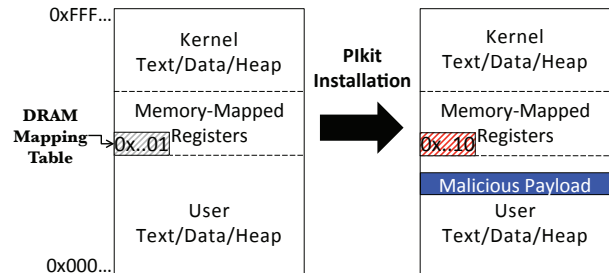 0xFFF...
Kernel
Text/Data/Heap
Memory-Mapped
Registers
DRAM
Mapping
Table
0x..01
User
Text/Data/Heap
0x000...
PIkit
Installation
Kernel
Text/Data/Heap
Memory-Mapped
Registers
0x..10
Malicious Payload
User
Text/Data/Heap